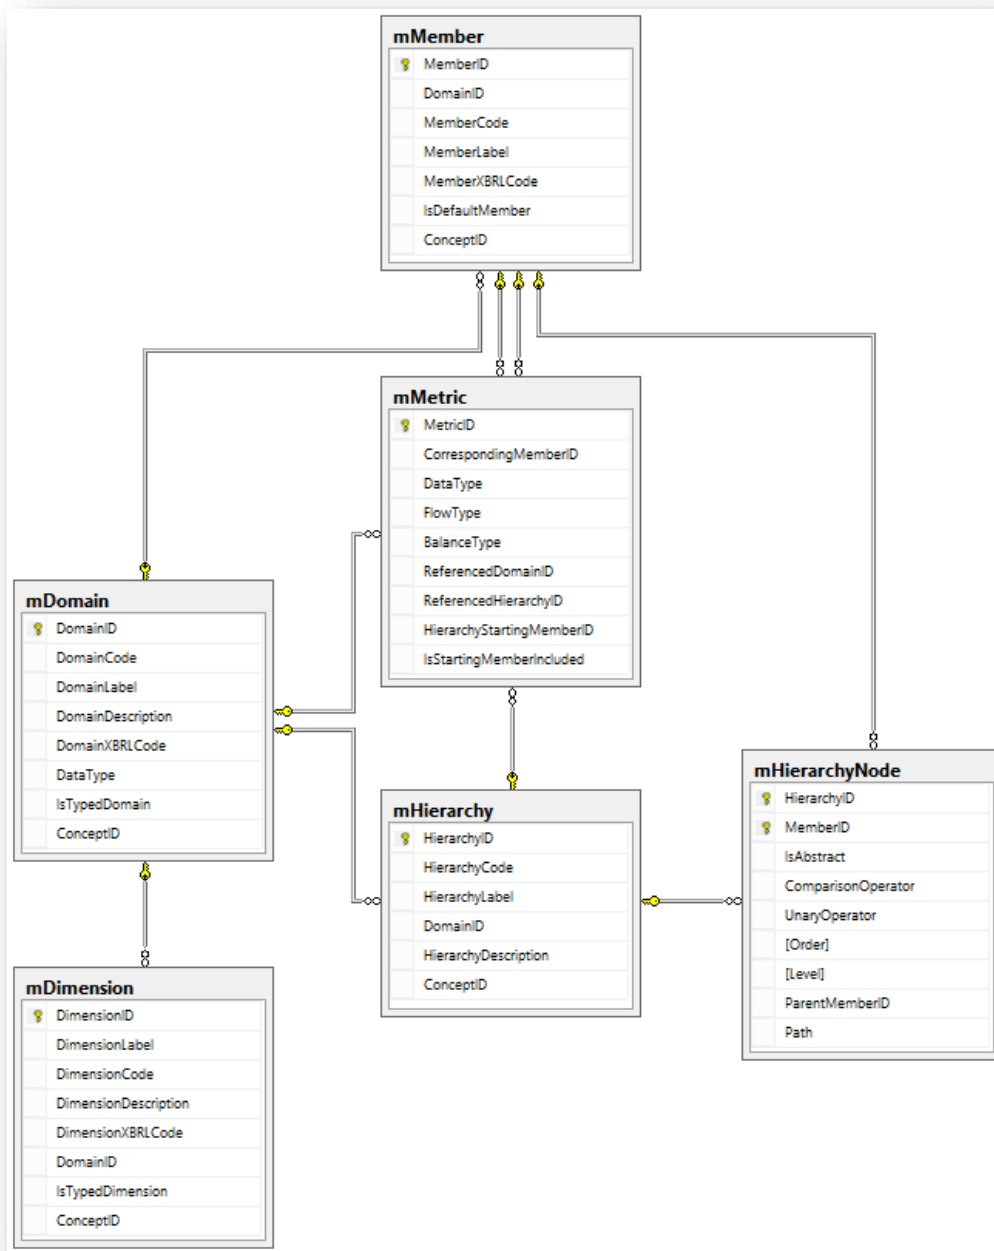 mMember
MemberID
DomainID
MemberCode
MemberLabel
MemberXBRLCode
IsDefaultMember
ConceptID
mMetric
MetricID
CorrespondingMemberID
DataType
FlowType
BalanceType
ReferencedDomainID
ReferencedHierarchyID
HierarchyStartingMemberID
IsStartingMemberIncluded
mDomain
DomainID
DomainCode
DomainLabel
DomainDescription
DomainXBRLCode
DataType
IsTypedDomain
ConceptID
mHierarchy
HierarchyID
HierarchyCode
HierarchyLabel
DomainID
HierarchyDescription
ConceptID
mHierarchyNode
HierarchyID
MemberID
IsAbstract
ComparisonOperator
UnaryOperator
[Order]
[Level]
ParentMemberID
Path
mDimension
DimensionID
DimensionLabel
DimensionCode
DimensionDescription
DimensionXBRLCode
DomainID
IsTypedDimension
ConceptID